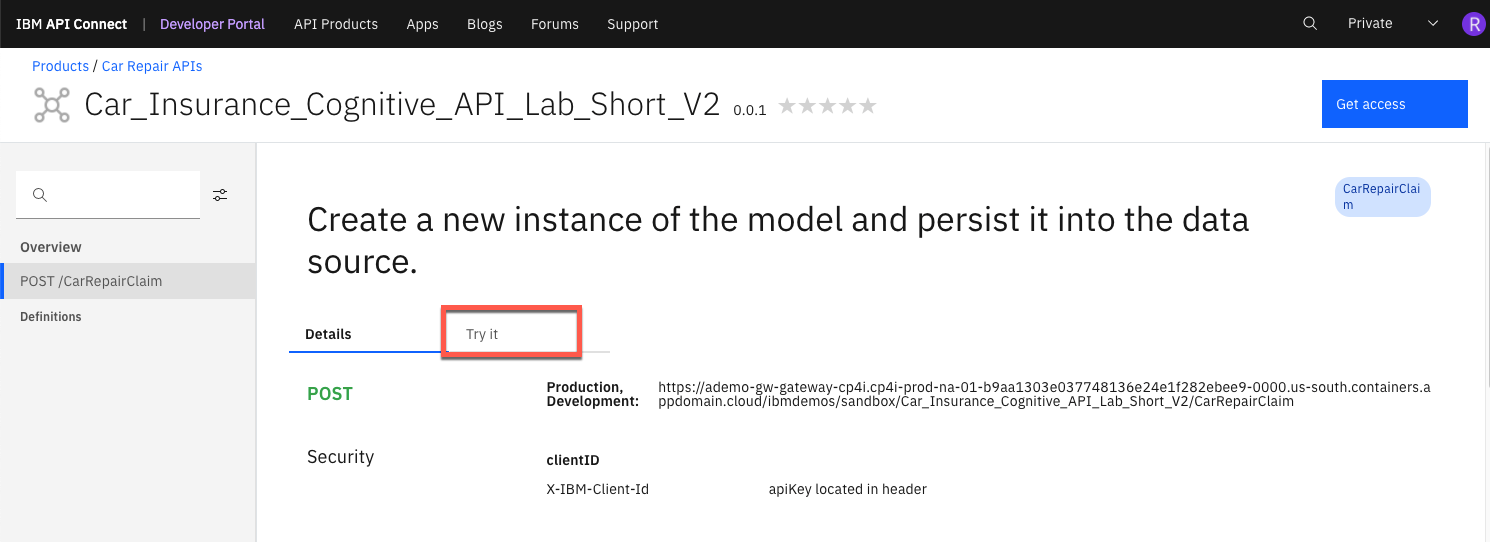 IBM API Connect | Developer Portal API Products Apps Blogs Forums Support Private R
Products / Car Repair APIs
Car_Insurance_Cognitive_API_Lab_Short_V2 0.0.1
Get access
Overview
POST /CarRepairClaim
Definitions
CarRepairClai
m
Create a new instance of the model and persist it into the data
source.
Details Try it
POST
Production,
Development:
https://ademo-gw-gateway-cp4i.cp4i-prod-na-01-b9aa1303e037748136e24e1f282ebee9-0000.us-south.containers.a
ppdomain.cloud/ibmdemos/sandbox/Car_Insurance_Cognitive_API_Lab_Short_V2/CarRepairClaim
Security
clientID
X-IBM-Client-Id apiKey located in header